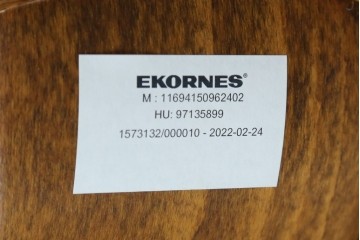 EKORNES®
M : 11694150962402
HU: 97135899
1573132/000010 - 2022-02-24